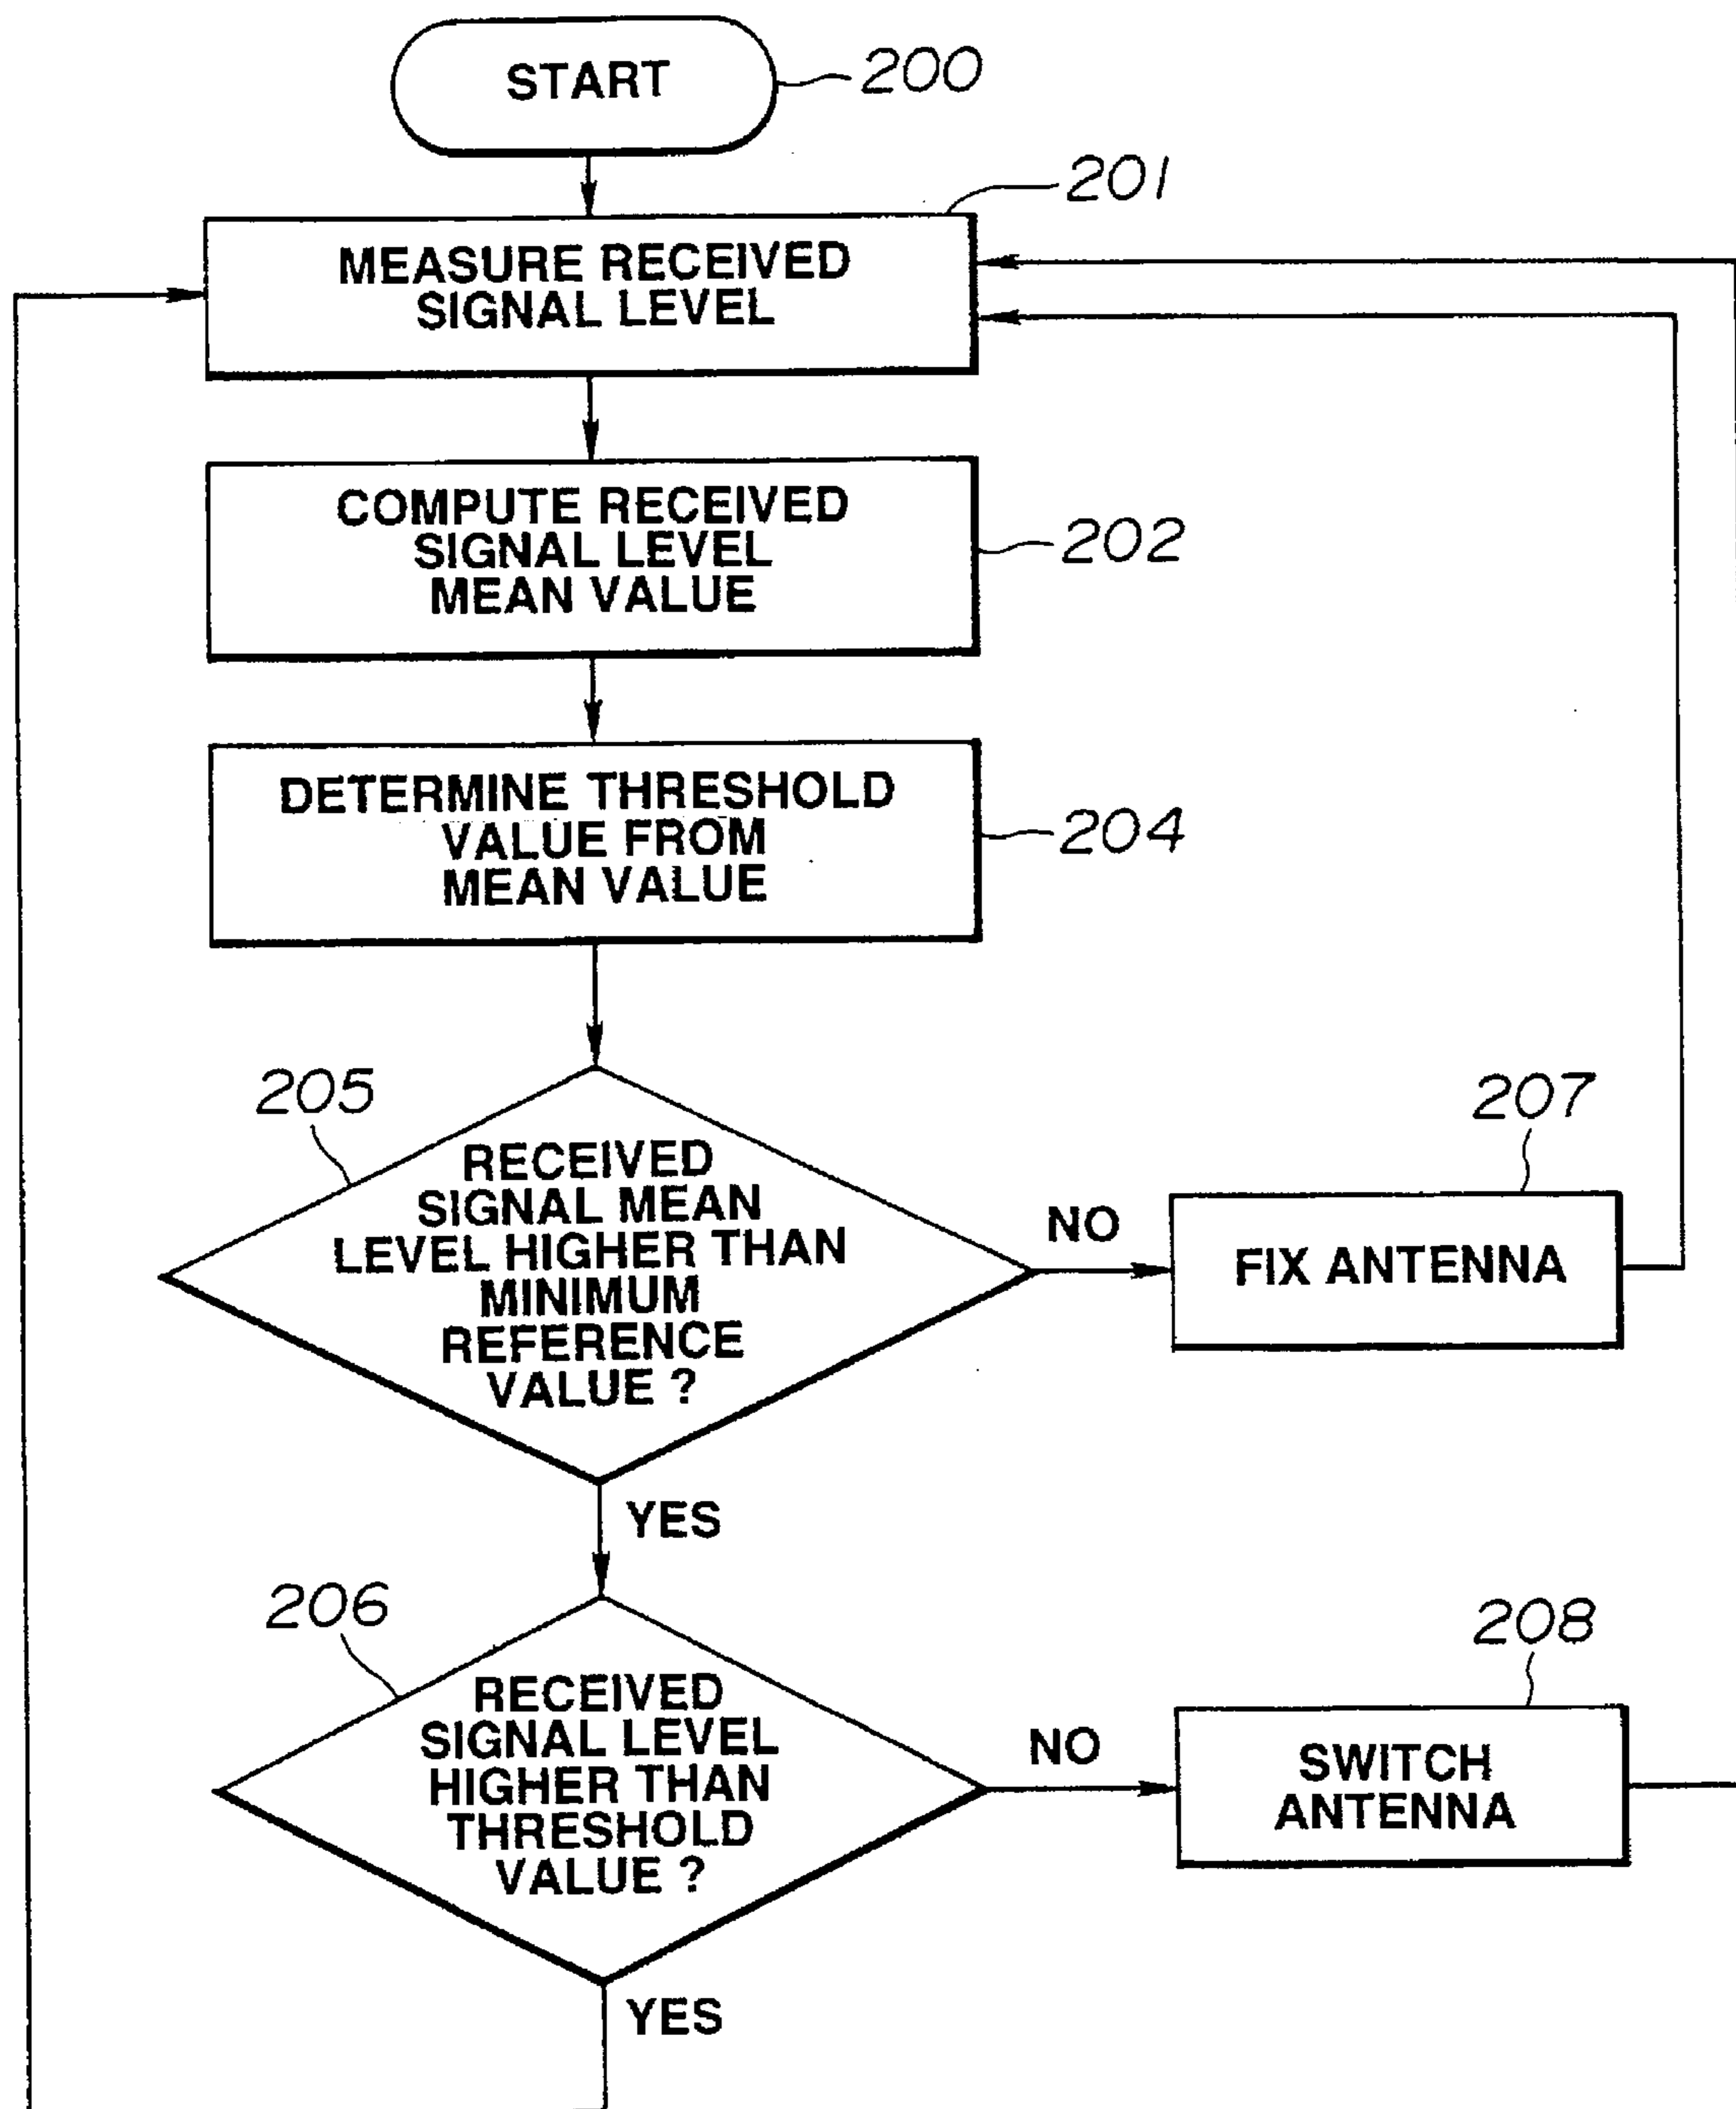 START
200
201
MEASURE RECEIVED
SIGNAL LEVEL
COMPUTE RECEIVED
SIGNAL LEVEL
MEAN VALUE
202
DETERMINE THRESHOLD
VALUE FROM
MEAN VALUE
204
205
RECEIVED
SIGNAL MEAN
LEVEL HIGHER THAN
MINIMUM
REFERENCE
VALUE ?
NO
207
FIX ANTENNA
YES
206
RECEIVED
SIGNAL LEVEL
HIGHER THAN
THRESHOLD
VALUE ?
NO
208
SWITCH
ANTENNA
YES